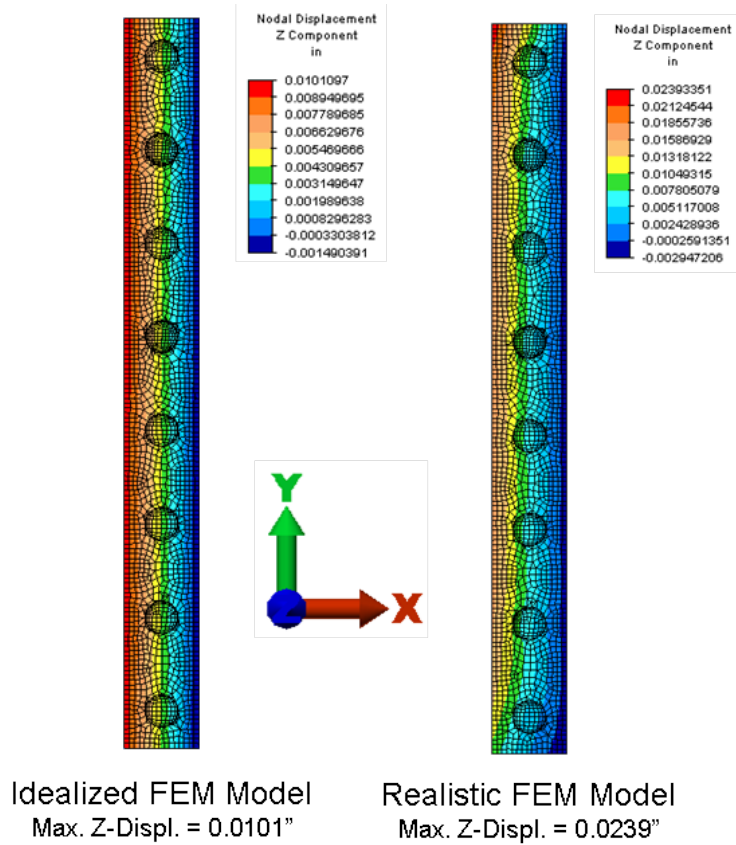 Nodal Displacement
Z Component
in
0.0101097
0.008949695
0.007789685
0.006629676
0.005469666
0.004309657
0.003149647
0.001989638
0.0008296283
-0.0003303812
-0.001490391
Nodal Displacement
Z Component
in
0.02393351
0.02124544
0.01855736
0.01586929
0.01318122
0.01049315
0.007805079
0.005117008
0.002428936
-0.0002591351
-0.002947206
Y
Z
X
Idealized FEM Model
Max. Z-Displ. = 0.0101”
Realistic FEM Model
Max. Z-Displ. = 0.0239”